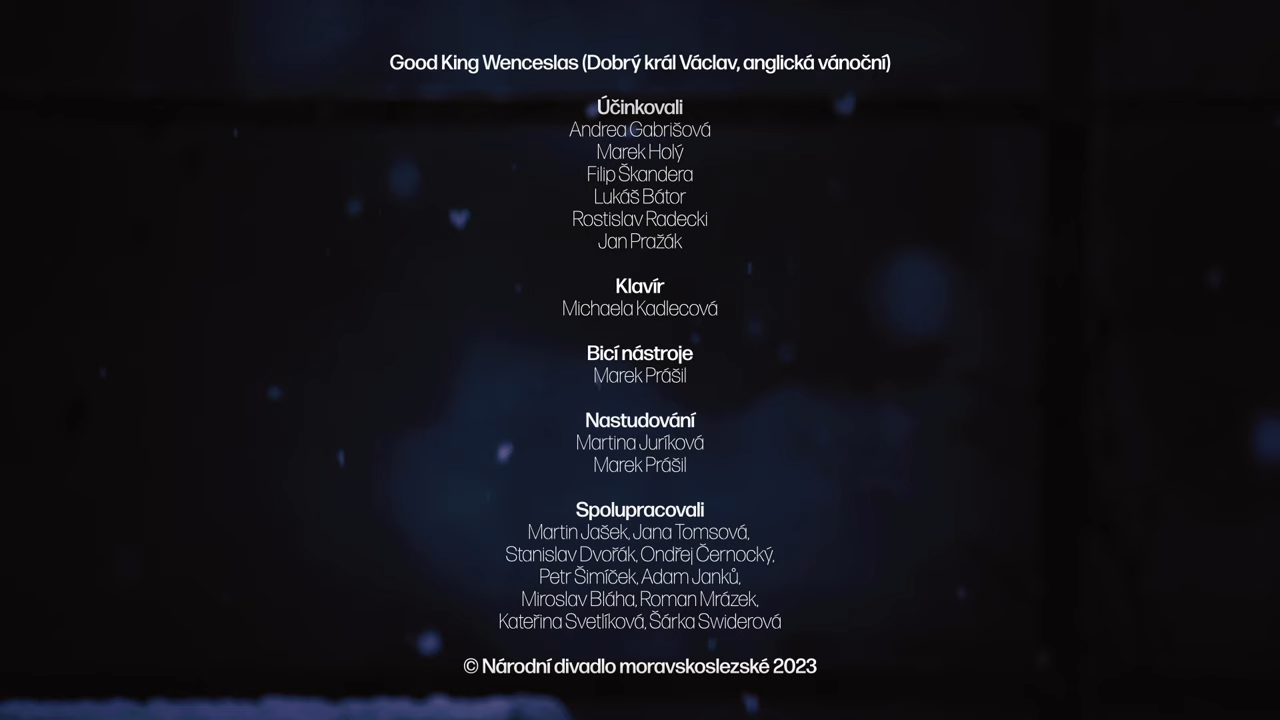 Good King Wenceslas (Dobrý král Václav, anglická vánoční)
Účinkovali
Andrea Gabrišová
Marek Holý
Filip Škandera
Lukáš Bátor
Rostislav Radecki
Jan Pražák
Klavír
Michaela Kadlecová
Bicí nástroje
Marek Prášil
Nastudování
Martina Juríková
Marek Prášil
Spolupracovali
Martin Jašek, Jana Tomsová,
Stanislav Dvořák, Ondřej Černocký,
Petr Šimíček, Adam Janků,
Miroslav Bláha, Roman Mrázek,
Kateřina Svetlíková, Šárka Swiderová
© Národní divadlo moravskoslezské 2023